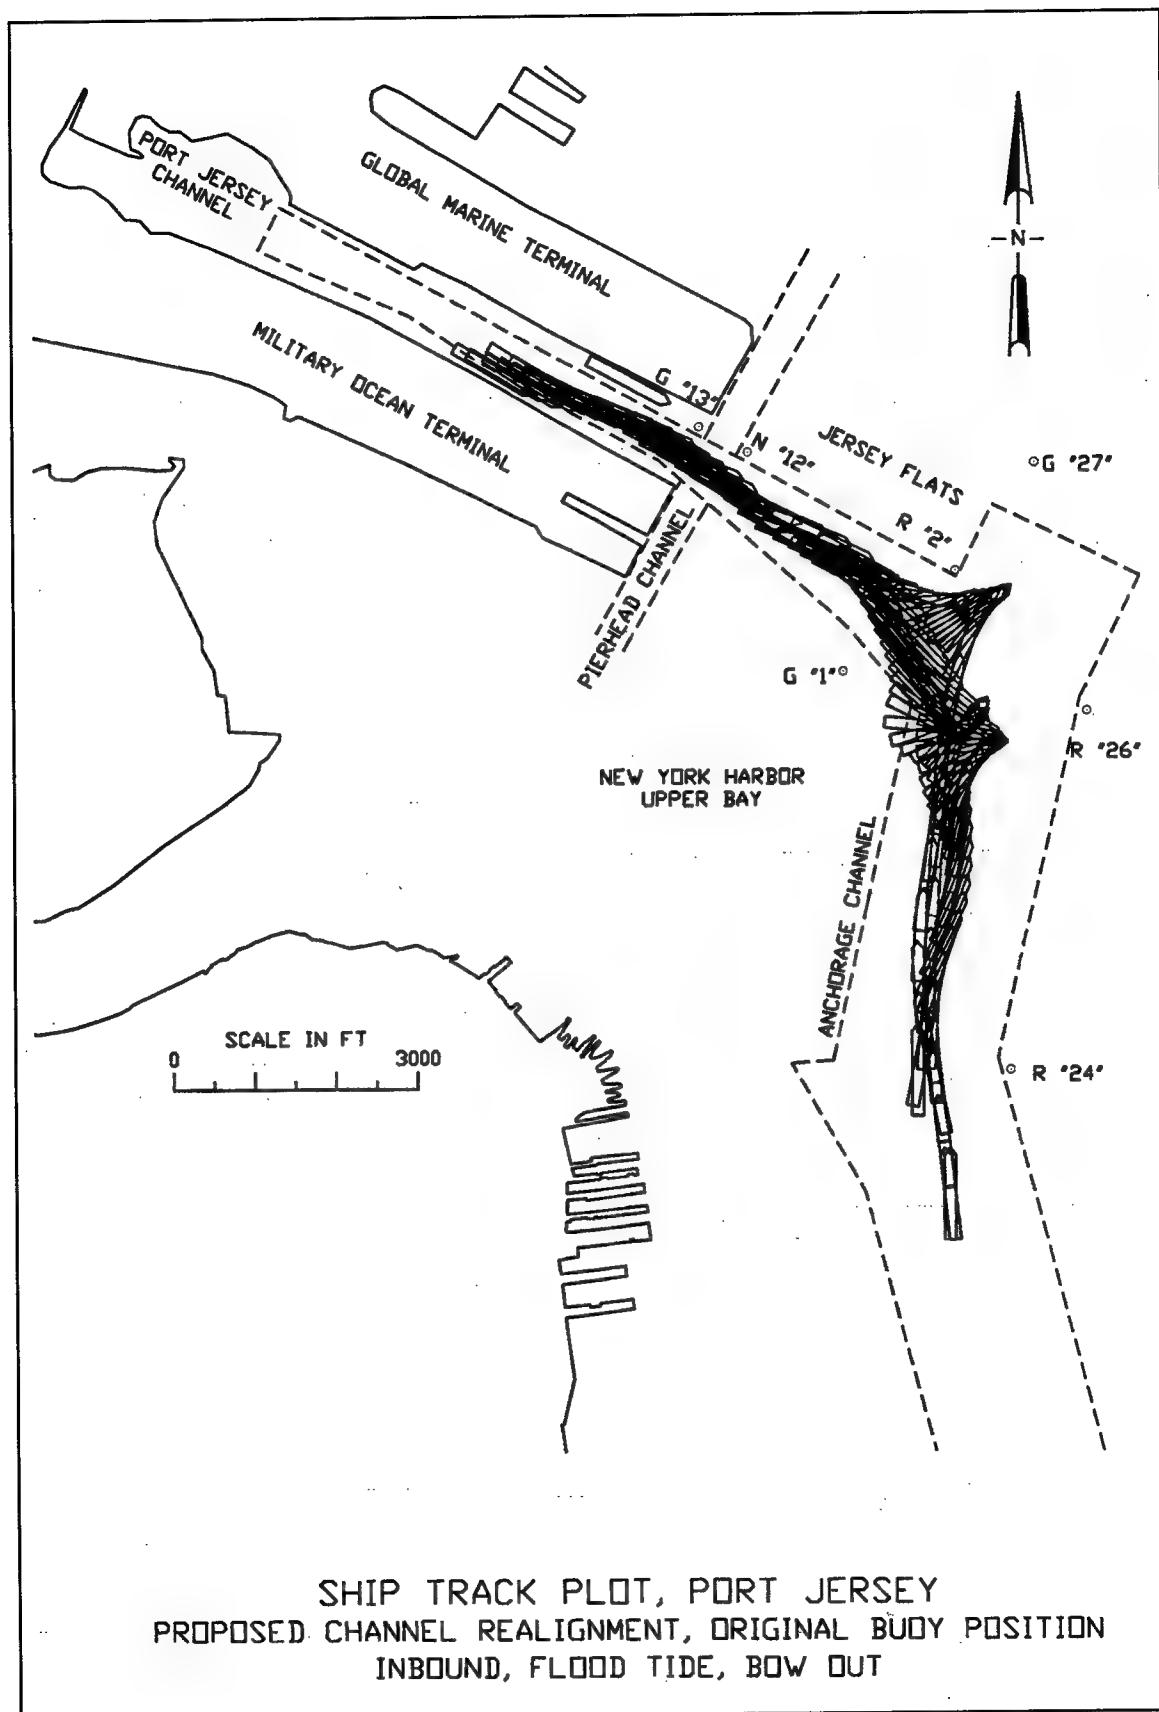 PORT JERSEY
CHANNEL
GLOBAL MARINE TERMINAL
-N-
MILITARY OCEAN TERMINAL
G "13"
N "12"
JERSEY FLATS
G "27"
R "2"
PIERHEAD CHANNEL
G "1"
R "26"
NEW YORK HARBOR
UPPER BAY
ANCHORAGE CHANNEL
SCALE IN FT
0 3000
R "24"
SHIP TRACK PLOT, PORT JERSEY
PROPOSED CHANNEL REALIGNMENT, ORIGINAL BUOY POSITION
INBOUND, FLOOD TIDE, BOW OUT